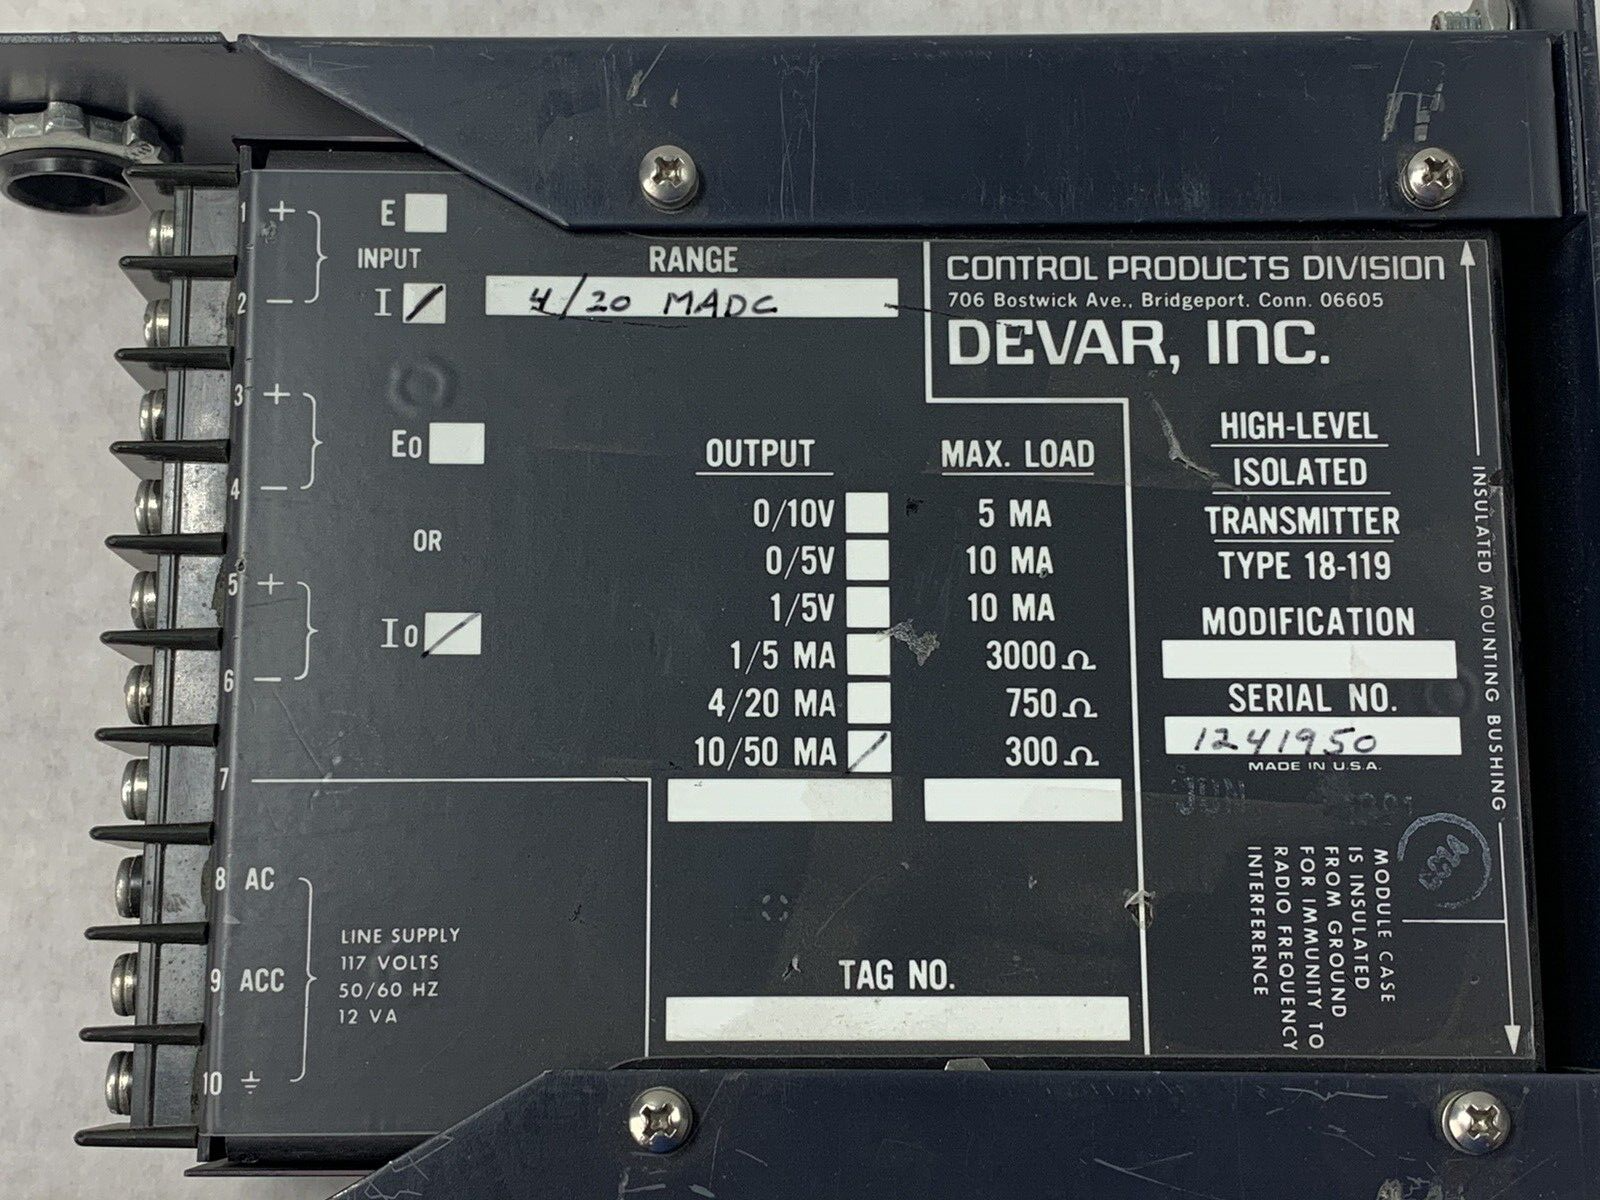 1 +
E
INPUT
2 −
I /
RANGE
4/20 MADC
CONTROL PRODUCTS DIVISION
706 Bostwick Ave., Bridgeport. Conn. 06605
DEVAR, INC.
3 +
Eo
4 −
OR
5 +
Io /
6 −
7
OUTPUT MAX. LOAD
0/10V 5 MA
0/5V 10 MA
1/5V 10 MA
1/5 MA 3000 Ω
4/20 MA 750 Ω
10/50 MA / 300 Ω
HIGH-LEVEL
ISOLATED
TRANSMITTER
TYPE 18-119
MODIFICATION
SERIAL NO.
1241950
MADE IN U.S.A.
INSULATED MOUNTING BUSHING
MODULE CASE
IS INSULATED
FROM GROUND
FOR IMMUNITY TO
RADIO FREQUENCY
INTERFERENCE
8 AC
9 ACC
10
LINE SUPPLY
117 VOLTS
50/60 HZ
12 VA
TAG NO.